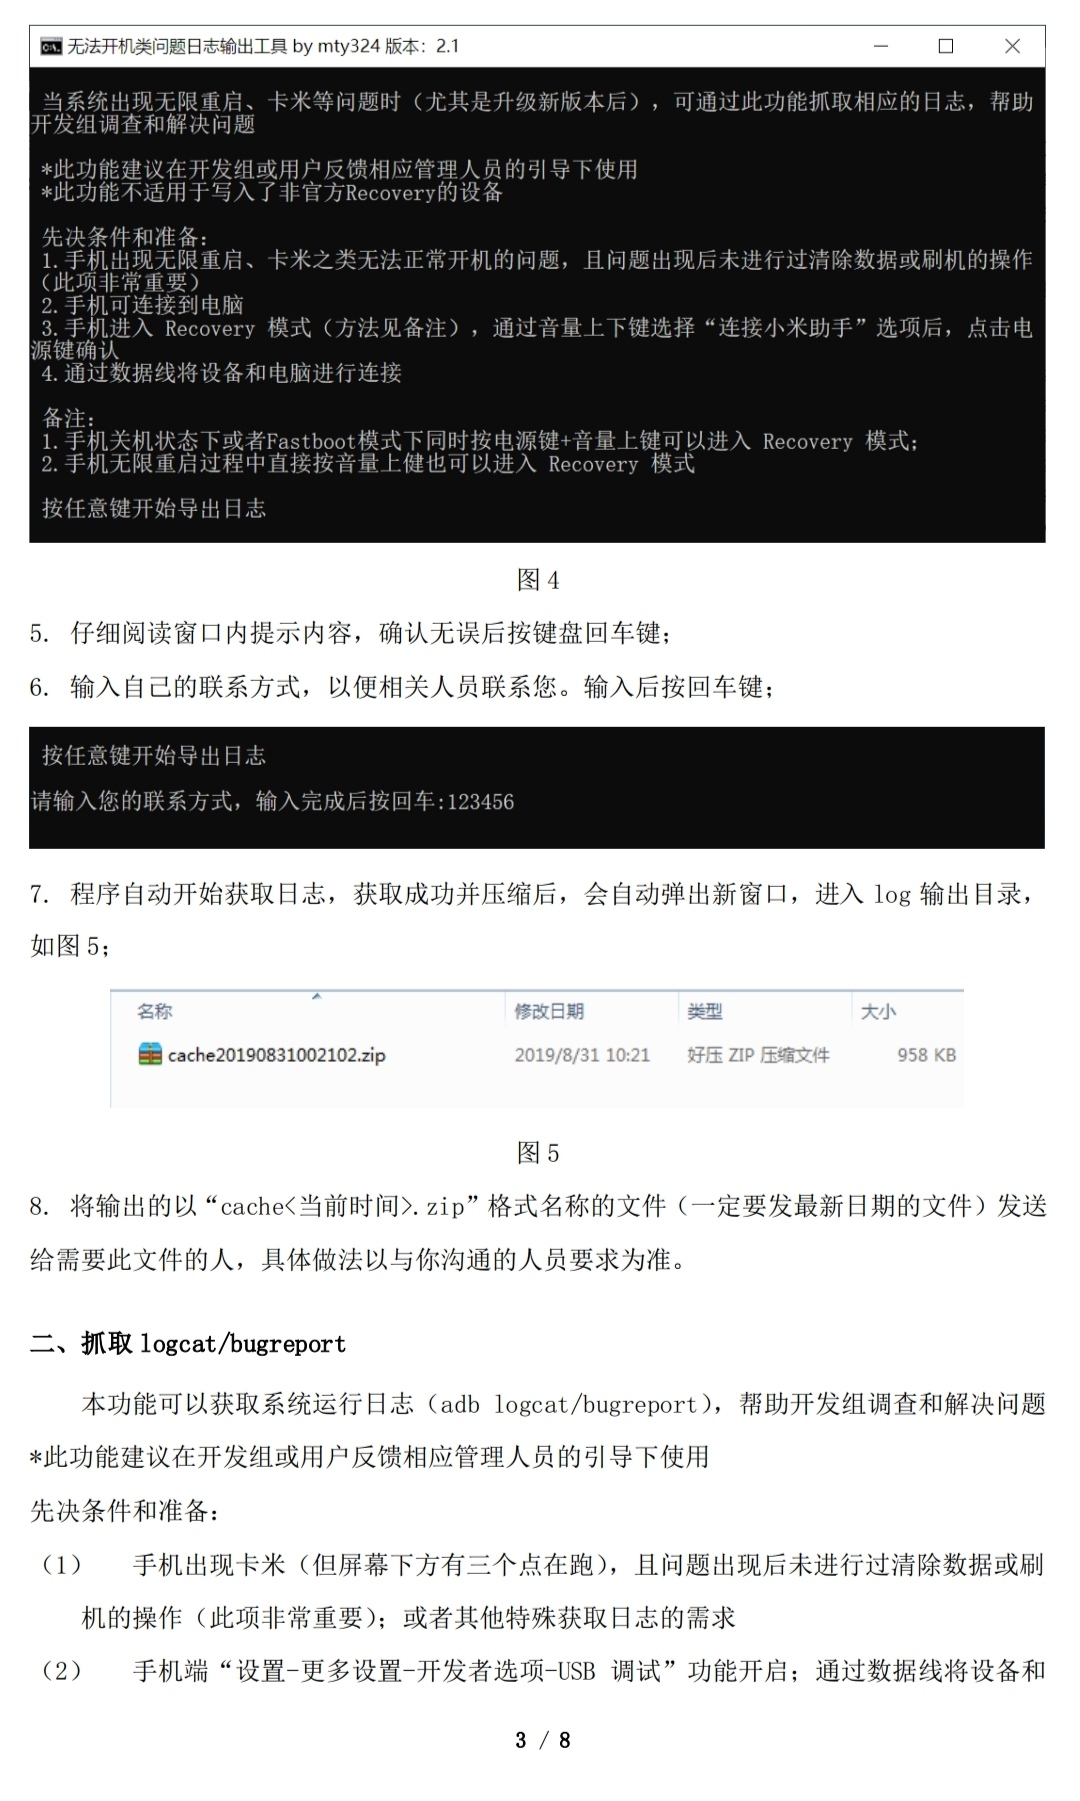 无法开机类问题日志输出工具 by mty324 版本：2.1
当系统出现无限重启、卡米等问题时（尤其是升级新版本后），可通过此功能抓取相应的日志，帮助
开发组调查和解决问题
*此功能建议在开发组或用户反馈相应管理人员的引导下使用
*此功能不适用于写入了非官方Recovery的设备
先决条件和准备：
1.手机出现无限重启、卡米之类无法正常开机的问题，且问题出现后未进行过清除数据或刷机的操作
（此项非常重要）
2.手机可连接到电脑
3.手机进入 Recovery 模式（方法见备注），通过音量上下键选择“连接小米助手”选项后，点击电
源键确认
4.通过数据线将设备和电脑进行连接
备注：
1.手机关机状态下或者Fastboot模式下同时按电源键+音量上键可以进入 Recovery 模式；
2.手机无限重启过程中直接按音量上健也可以进入 Recovery 模式
按任意键开始导出日志
图 4
5. 仔细阅读窗口内提示内容，确认无误后按键盘回车键；
6. 输入自己的联系方式，以便相关人员联系您。输入后按回车键；
按任意键开始导出日志
请输入您的联系方式，输入完成后按回车:123456
7. 程序自动开始获取日志，获取成功并压缩后，会自动弹出新窗口，进入 log 输出目录，
如图 5；
名称 修改日期 类型 大小
cache20190831002102.zip 2019/8/31 10:21 好压 ZIP 压缩文件 958 KB
图 5
8. 将输出的以“cache<当前时间>.zip”格式名称的文件（一定要发最新日期的文件）发送
给需要此文件的人，具体做法以与你沟通的人员要求为准。
二、抓取 logcat/bugreport
本功能可以获取系统运行日志（adb logcat/bugreport），帮助开发组调查和解决问题
*此功能建议在开发组或用户反馈相应管理人员的引导下使用
先决条件和准备：
（1） 手机出现卡米（但屏幕下方有三个点在跑），且问题出现后未进行过清除数据或刷
机的操作（此项非常重要）；或者其他特殊获取日志的需求
（2） 手机端“设置-更多设置-开发者选项-USB 调试”功能开启；通过数据线将设备和
3 / 8